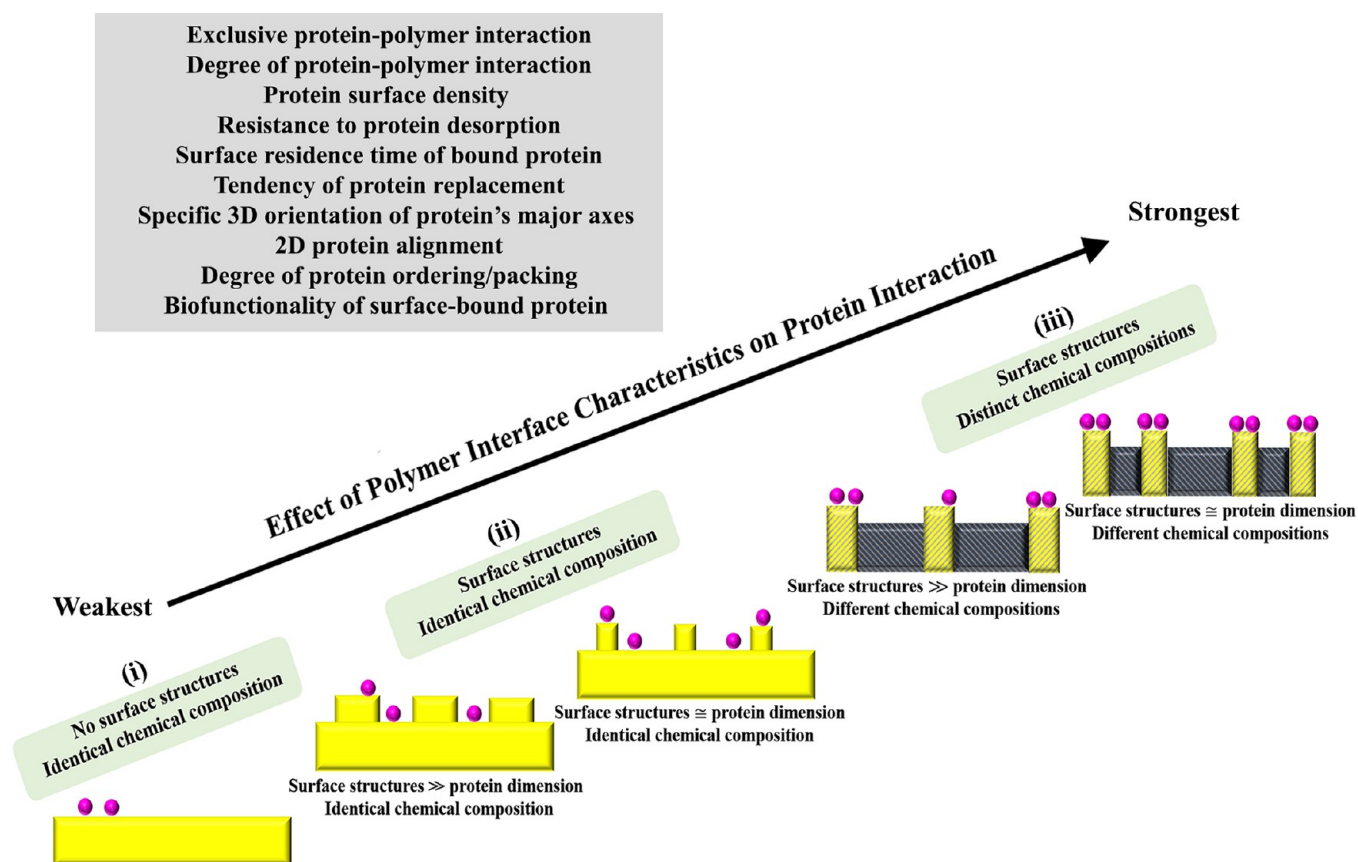 Exclusive protein-polymer interaction
Degree of protein-polymer interaction
Protein surface density
Resistance to protein desorption
Surface residence time of bound protein
Tendency of protein replacement
Specific 3D orientation of protein's major axes
2D protein alignment
Degree of protein ordering/packing
Biofunctionality of surface-bound protein
Strongest
Effect of Polymer Interface Characteristics on Protein Interaction
Weakest
(i)
No surface structures
Identical chemical composition
(ii)
Surface structures
Identical chemical composition
(iii)
Surface structures
Distinct chemical compositions
Surface structures ≫ protein dimension
Identical chemical composition
Surface structures ≅ protein dimension
Identical chemical composition
Surface structures ≫ protein dimension
Different chemical compositions
Surface structures ≅ protein dimension
Different chemical compositions